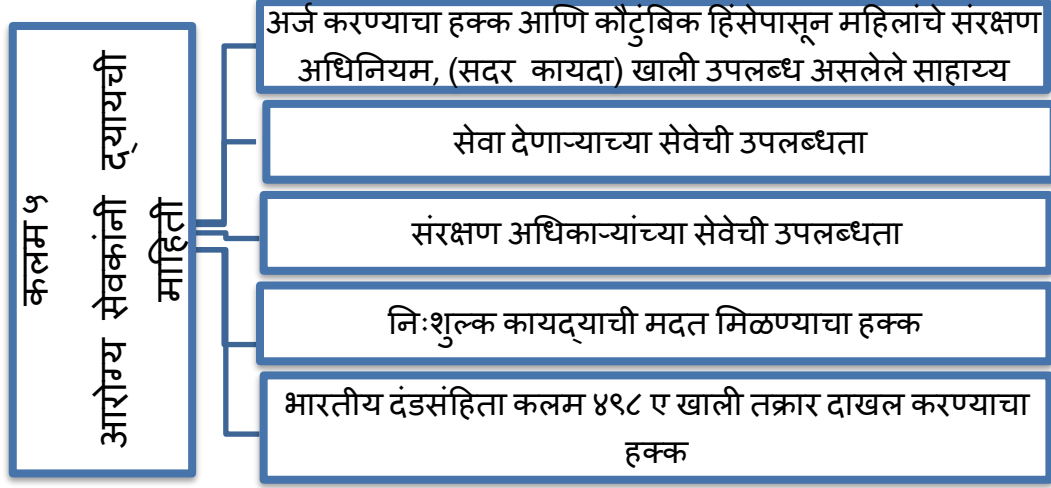 कलम ५
आरोग्य सेवकांनी द्यायची
माहिती
अर्ज करण्याचा हक्क आणि कौटुंबिक हिंसेपासून महिलांचे संरक्षण
अधिनियम, (सदर कायदा) खाली उपलब्ध असलेले साहाय्य
सेवा देणाऱ्याच्या सेवेची उपलब्धता
संरक्षण अधिकाऱ्यांच्या सेवेची उपलब्धता
निःशुल्क कायद्याची मदत मिळण्याचा हक्क
भारतीय दंडसंहिता कलम ४९८ ए खाली तक्रार दाखल करण्याचा
हक्क